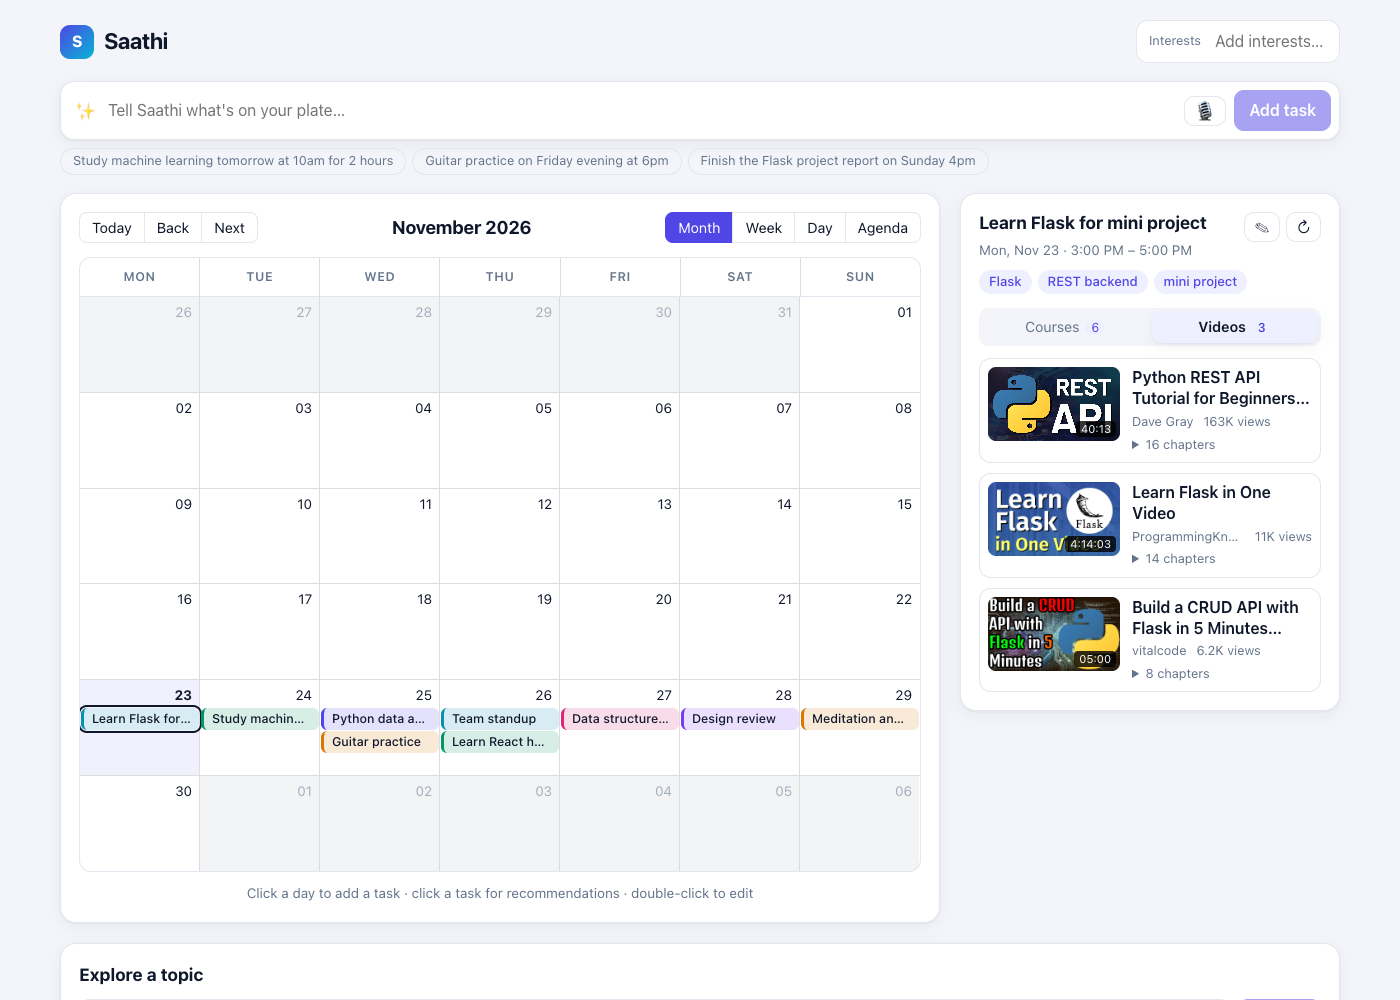 S Saathi
Interests Add interests...
✨ Tell Saathi what's on your plate...
Add task
Study machine learning tomorrow at 10am for 2 hours
Guitar practice on Friday evening at 6pm
Finish the Flask project report on Sunday 4pm
Today Back Next
November 2026
Month Week Day Agenda
MON TUE WED THU FRI SAT SUN
26 27 28 29 30 31 01
02 03 04 05 06 07 08
09 10 11 12 13 14 15
16 17 18 19 20 21 22
23 24 25 26 27 28 29
Learn Flask for... Study machin... Python data a... Team standup Data structure... Design review Meditation an...
Guitar practice Learn React h...
30 01 02 03 04 05 06
Click a day to add a task · click a task for recommendations · double-click to edit
Learn Flask for mini project
Mon, Nov 23 · 3:00 PM – 5:00 PM
Flask REST backend mini project
Courses 6 Videos 3
REST
API
40:13
Python REST API
Tutorial for Beginners...
Dave Gray 163K views
16 chapters
Learn
Flask
in One V
Flask
4:14:03
Learn Flask in One
Video
ProgrammingKn... 11K views
14 chapters
Build a CRUD
API with
Flask in 5
Minutes
05:00
Build a CRUD API with
Flask in 5 Minutes...
vitalcode 6.2K views
8 chapters
Explore a topic